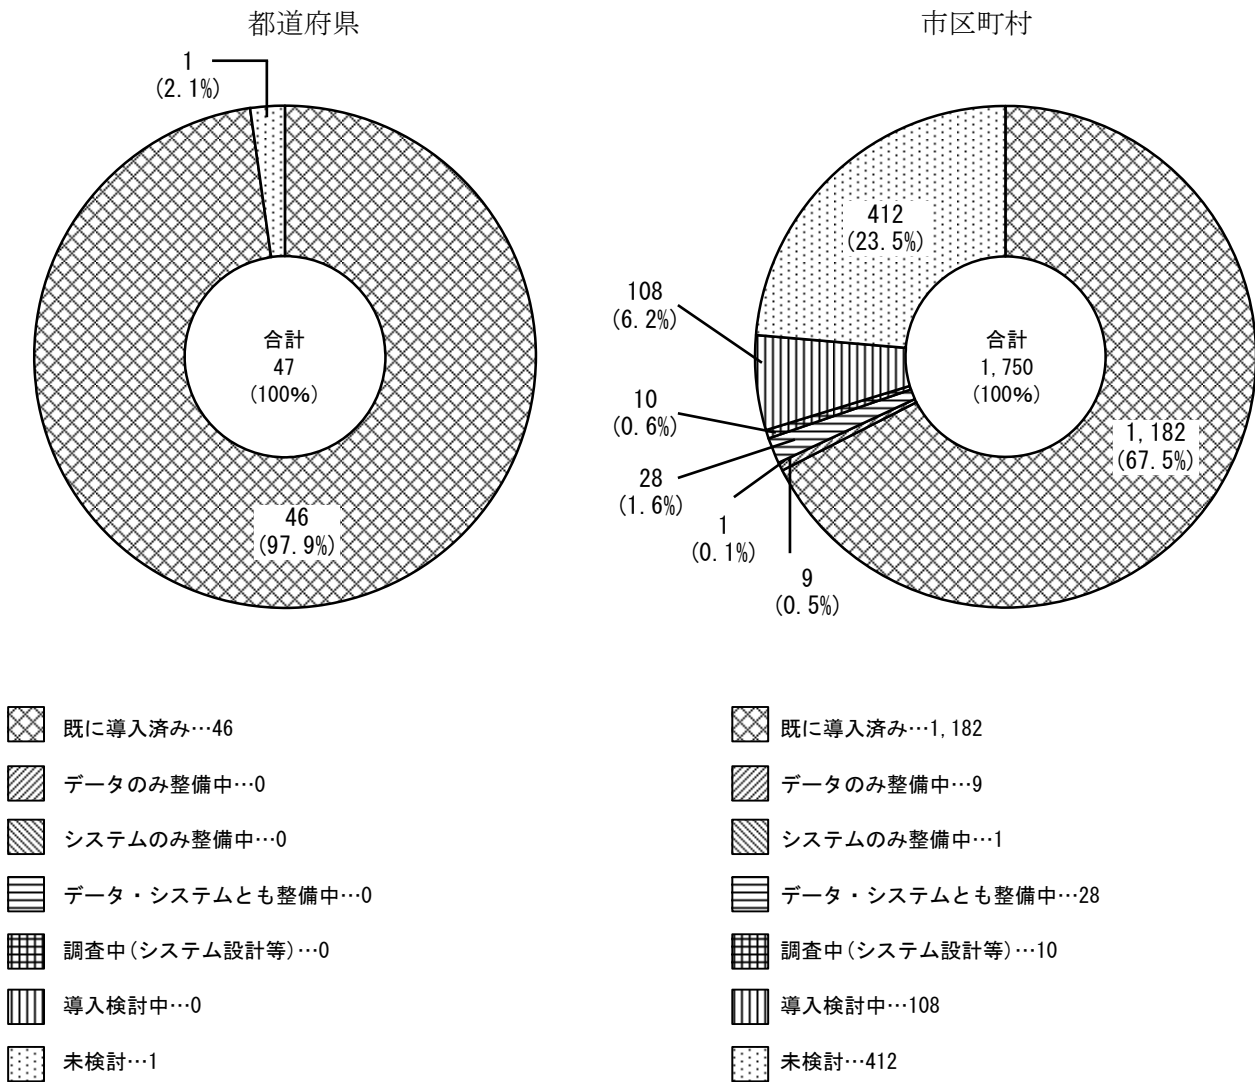 都道府県
1
(2.1%)
合計
47
(100%)
46
(97.9%)
既に導入済み…46
データのみ整備中…0
システムのみ整備中…0
データ・システムとも整備中…0
調査中(システム設計等)…0
導入検討中…0
未検討…1
市区町村
412
(23.5%)
108
(6.2%)
合計
1,750
(100%)
10
(0.6%)
1,182
(67.5%)
28
(1.6%)
1
(0.1%)
9
(0.5%)
既に導入済み…1,182
データのみ整備中…9
システムのみ整備中…1
データ・システムとも整備中…28
調査中(システム設計等)…10
導入検討中…108
未検討…412